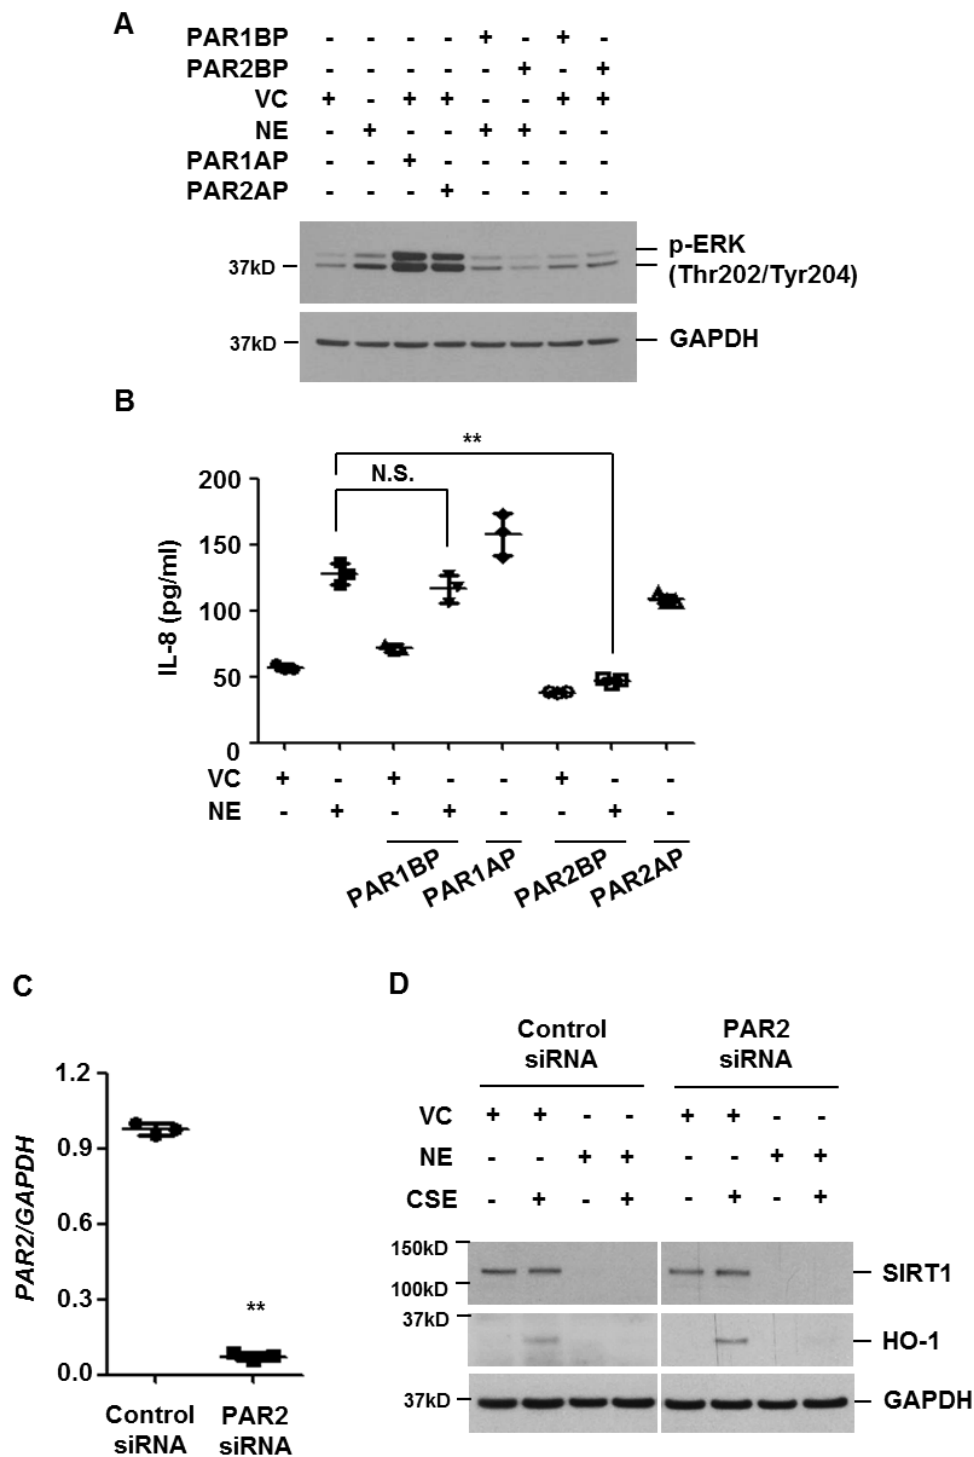 A
PAR1BP - - - - + - + -
PAR2BP - - - - - + - +
VC + - + + - - + +
NE - + - - + + - -
PAR1AP - - + - - - - -
PAR2AP - - - + - - - -
p-ERK
37kD
(Thr202/Tyr204)
37kD
GAPDH
B
**
N.S.
200
150
100
50
0
IL-8 (pg/ml)
VC + - + - - + - -
NE - + - + - - + -
PAR1BP
PAR1AP
PAR2BP
PAR2AP
C
1.2
0.9
0.6
0.3
0.0
PAR2/GAPDH
**
Control
siRNA
PAR2
siRNA
D
Control
siRNA
PAR2
siRNA
VC + + - - + + - -
NE - - + + - - + +
CSE - + - + - + - +
150kD
SIRT1
100kD
37kD
HO-1
37kD
GAPDH